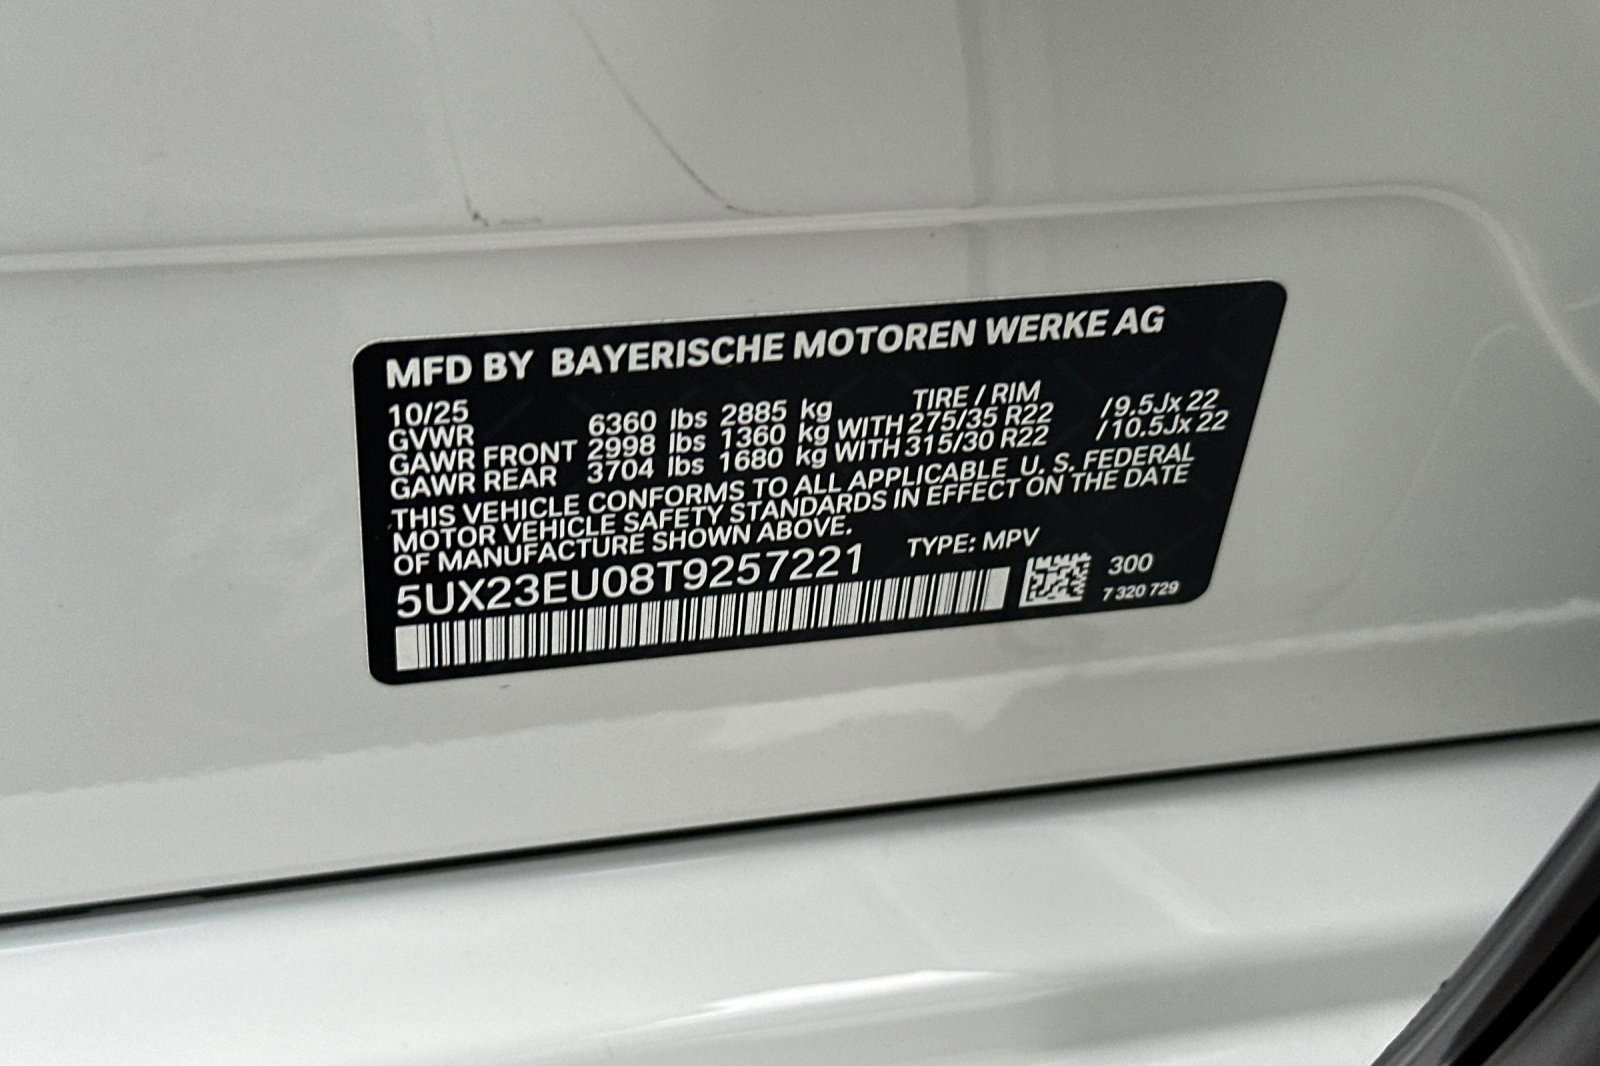 MFD BY BAYERISCHE MOTOREN WERKE AG
10/25 TIRE / RIM
GVWR 6360 lbs 2885 kg
GAWR FRONT 2998 lbs 1360 kg WITH 275/35 R22 /9.5Jx 22
GAWR REAR 3704 lbs 1680 kg WITH 315/30 R22 /10.5Jx 22
THIS VEHICLE CONFORMS TO ALL APPLICABLE U. S. FEDERAL
MOTOR VEHICLE SAFETY STANDARDS IN EFFECT ON THE DATE
OF MANUFACTURE SHOWN ABOVE.
5UX23EU08T9257221 TYPE: MPV
300
7 320 729